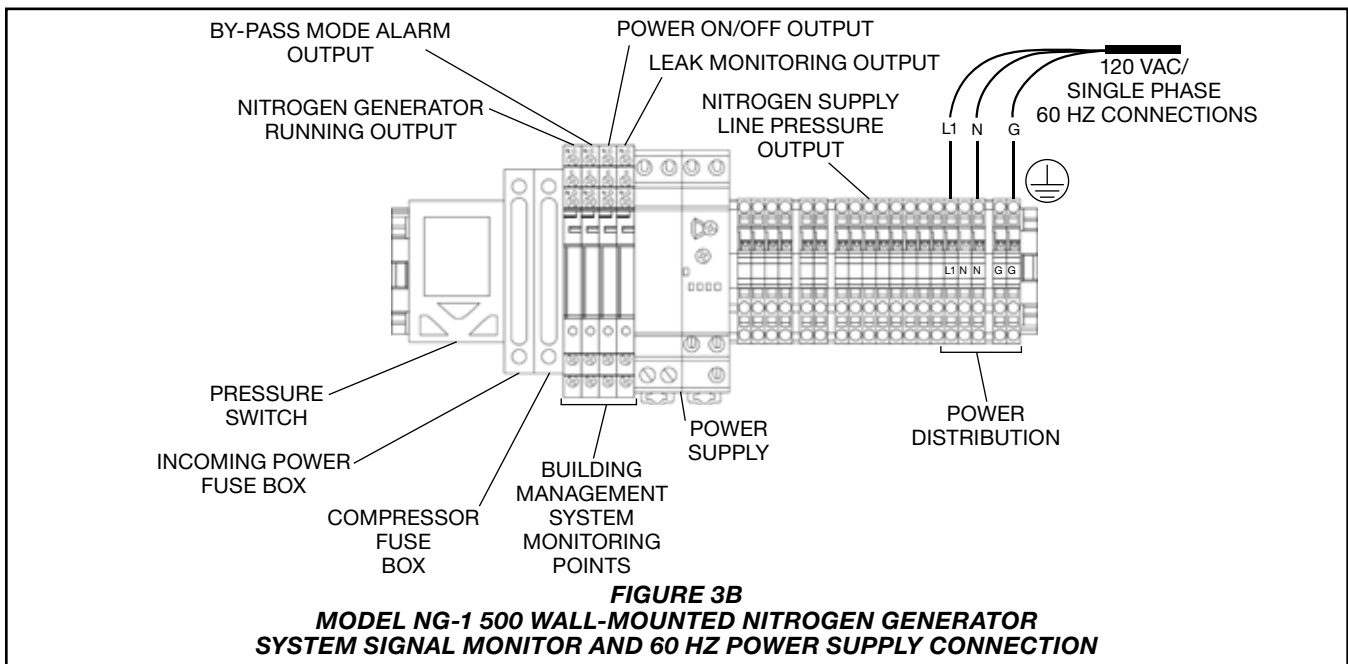 BY-PASS MODE ALARM
OUTPUT
POWER ON/OFF OUTPUT
LEAK MONITORING OUTPUT
NITROGEN GENERATOR
RUNNING OUTPUT
NITROGEN SUPPLY
LINE PRESSURE
OUTPUT
120 VAC/
SINGLE PHASE
60 HZ CONNECTIONS
L1 N G
L1 N N G G
PRESSURE
SWITCH
INCOMING POWER
FUSE BOX
COMPRESSOR
FUSE
BOX
BUILDING
MANAGEMENT
SYSTEM
MONITORING
POINTS
POWER
SUPPLY
POWER
DISTRIBUTION
FIGURE 3B
MODEL NG-1 500 WALL-MOUNTED NITROGEN GENERATOR
SYSTEM SIGNAL MONITOR AND 60 HZ POWER SUPPLY CONNECTION